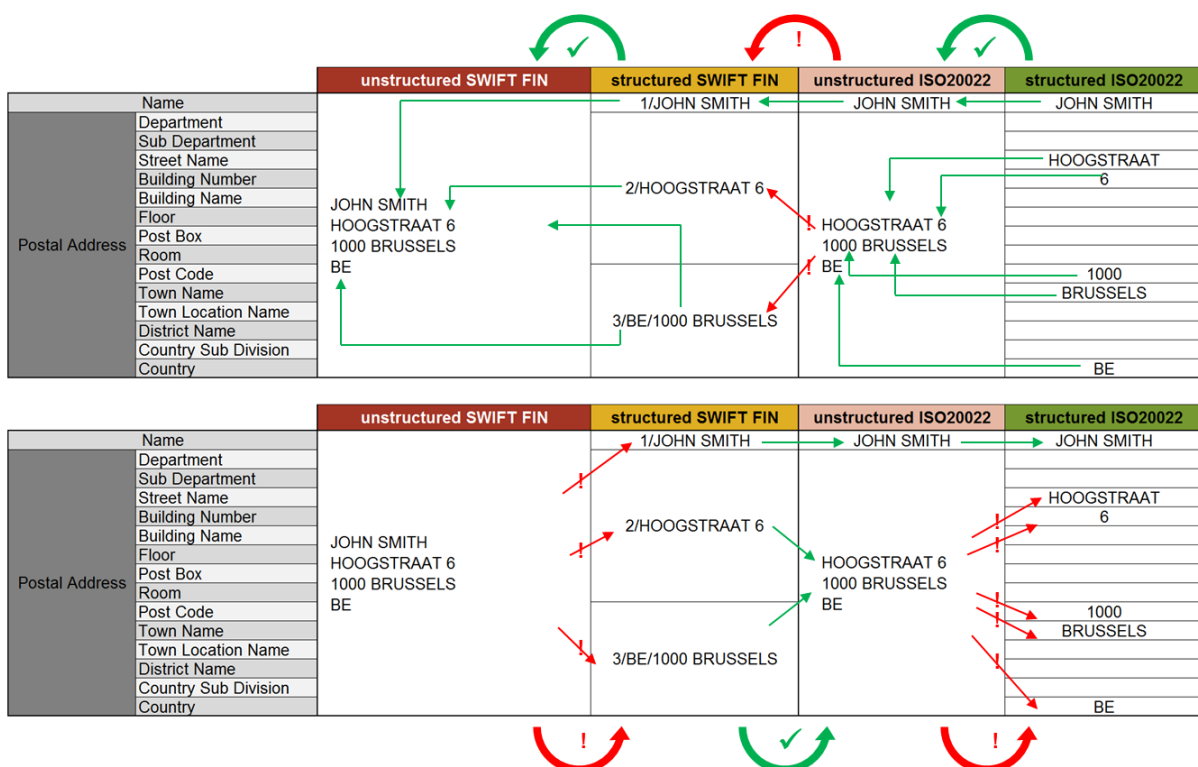 ✓ ! ✓
unstructured SWIFT FIN structured SWIFT FIN unstructured ISO20022 structured ISO20022
Name 1/JOHN SMITH JOHN SMITH JOHN SMITH
Postal Address
Department
Sub Department
Street Name HOOGSTRAAT
Building Number 6
Building Name
Floor
Post Box
Room
Post Code 1000
Town Name BRUSSELS
Town Location Name
District Name
Country Sub Division
Country BE
JOHN SMITH
HOOGSTRAAT 6
1000 BRUSSELS
BE
2/HOOGSTRAAT 6
3/BE/1000 BRUSSELS
HOOGSTRAAT 6
1000 BRUSSELS
BE
!
!
unstructured SWIFT FIN structured SWIFT FIN unstructured ISO20022 structured ISO20022
Name 1/JOHN SMITH JOHN SMITH JOHN SMITH
Postal Address
Department
Sub Department
Street Name HOOGSTRAAT
Building Number 6
Building Name
Floor
Post Box
Room
Post Code 1000
Town Name BRUSSELS
Town Location Name
District Name
Country Sub Division
Country BE
JOHN SMITH
HOOGSTRAAT 6
1000 BRUSSELS
BE
!
!
!
2/HOOGSTRAAT 6
3/BE/1000 BRUSSELS
HOOGSTRAAT 6
1000 BRUSSELS
BE
!
!
!
!
!
! ✓ !